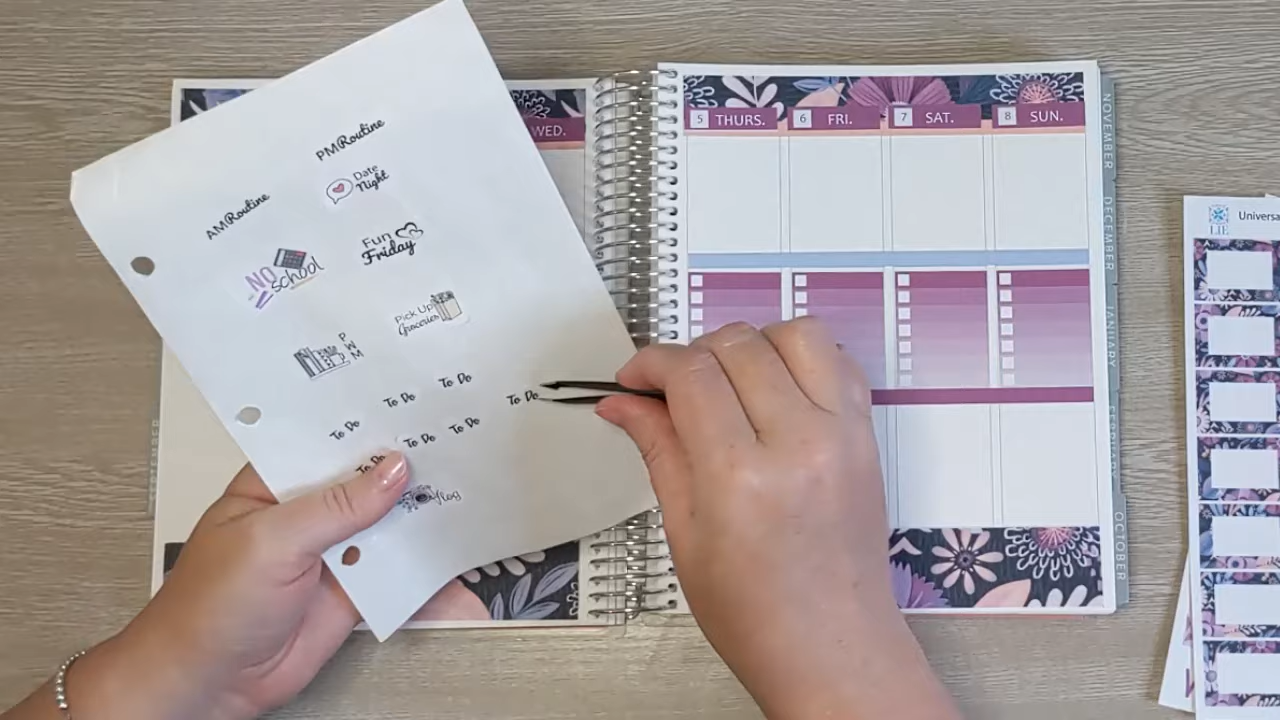 PM Routine
Date
Night
AM Routine
Fun
Friday
NO
School
Pick Up
Groceries
P
W
M
To Do
To Do
To Do
To Do
To Do
To Do
To Do
Vlog
WED.
5 THURS.
6 FRI.
7 SAT.
8 SUN.
NOVEMBER
DECEMBER
JANUARY
OCTOBER
LIE
Universa